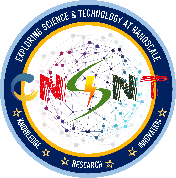 EXPLORING SCIENCE & TECHNOLOGY AT NANOSCALE
CNSNT
KNOWLEDGE
RESEARCH
INNOVATION